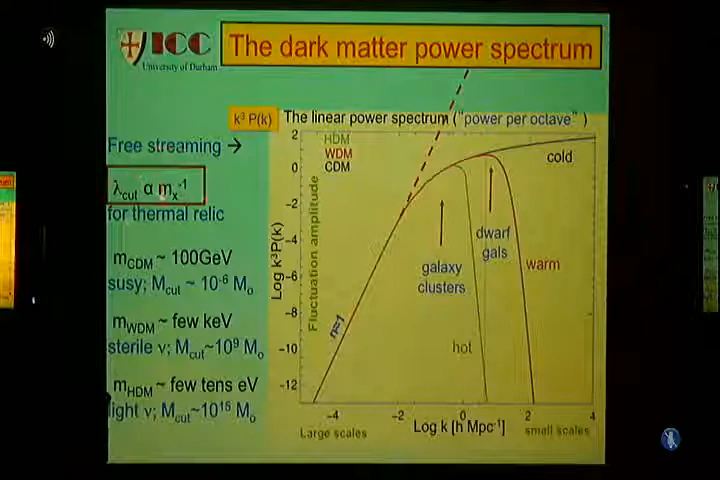 ICC
University of Durham
The dark matter power spectrum
k³ P(k)
The linear power spectrum ("power per octave")
Free streaming →
λcut α mx⁻¹
for thermal relic
mCDM ~ 100GeV
susy; Mcut ~ 10⁻⁶ Mo
mWDM ~ few keV
sterile ν; Mcut~10⁹ Mo
mHDM ~ few tens eV
light ν; Mcut~10¹⁵ Mo
HDM
WDM
CDM
cold
dwarf
gals
galaxy
clusters
warm
hot
n=1
Fluctuation amplitude
Log k³P(k)
2
0
−2
−4
−6
−8
−10
−12
−4 −2 0 2 4
Log k [h Mpc⁻¹]
Large scales
small scales